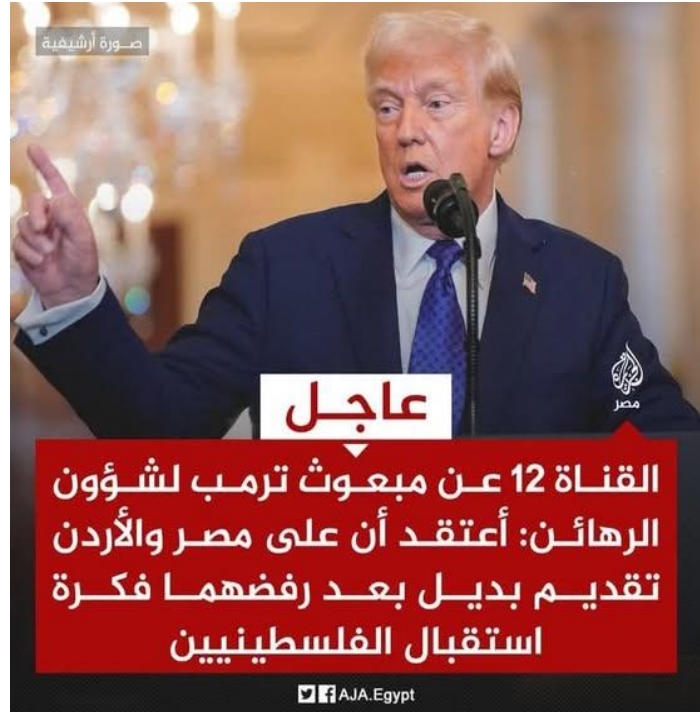 صورة أرشيفية
مصر
عاجل
القناة 12 عن مبعوث ترمب لشؤون
الرهائن: أعتقد أن على مصر والأردن
تقديم بديل بعد رفضهما فكرة
استقبال الفلسطينيين
AJA.Egypt